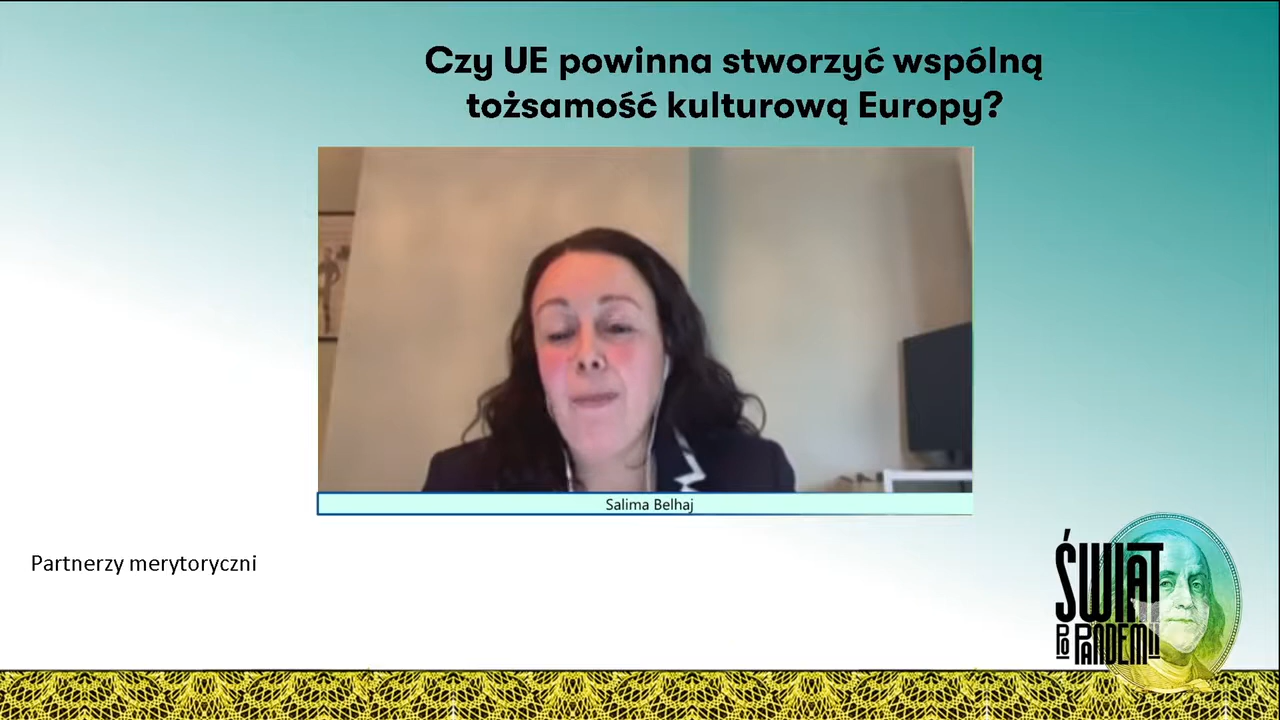 Czy UE powinna stworzyć wspólną
tożsamość kulturową Europy?
Salima Belhaj
Partnerzy merytoryczni
ŚWIAT
PO PANDEMII